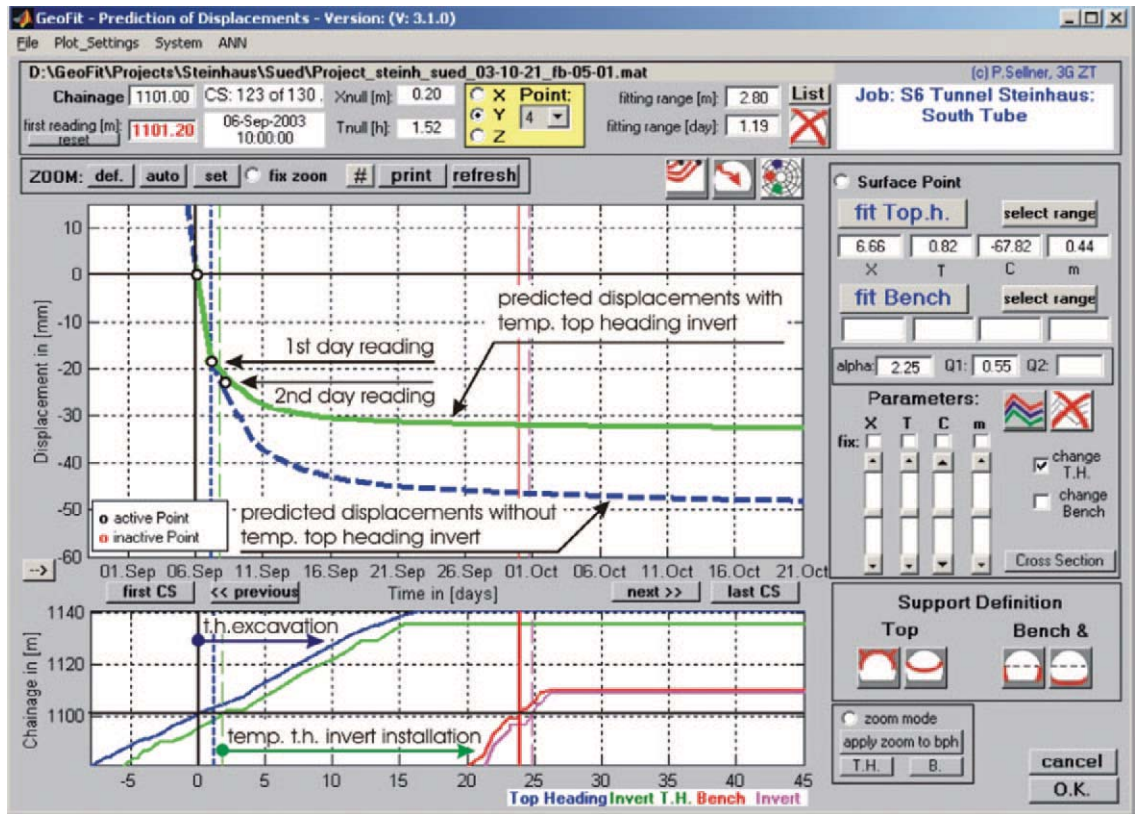 GeoFit - Prediction of Displacements - Version: (V: 3.1.0)
File Plot_Settings System ANN
D:\GeoFit\Projects\Steinhaus\Sued\Project_steinh_sued_03-10-21_fb-05-01.mat
(c) P.Sellner, 3G ZT
Chainage 1101.00 CS: 123 of 130 . Xnull [m]: 0.20 X Point: fitting range [m]: 2.80 List
Job: S6 Tunnel Steinhaus:
South Tube
Y 4
first reading [m]: 1101.20 06-Sep-2003 Tnull [h]: 1.52 Z fitting range [day]: 1.19
reset 10:00:00
ZOOM: def. auto set fix zoon # print refresh
Surface Point
fit Top.h. select range
6.66 0.82 -67.82 0.44
X T C m
fit Bench select range
alpha: 2.25 Q1: 0.55 Q2:
Parameters:
X T C m
fix:
change
T.H.
change
Bench
Cross Section
Displacement in [mm]
10
0
-10
-20
-30
-40
-50
-60
predicted displacements with
temp. top heading invert
1st day reading
2nd day reading
predicted displacements without
temp. top heading invert
active Point
inactive Point
-->
01.Sep 06.Sep 11.Sep 16.Sep 21.Sep 26.Sep 01.Oct 06.Oct 11.Oct 16.Oct 21.Oct
first CS << previous Time in [days] next >> last CS
Support Definition
Top Bench &
Chainage in [m]
1140
1120
1100
t.h.excavation
temp. t.h. invert installation
-5 0 5 10 15 20 25 30 35 40 45
Top Heading Invert T.H. Bench Invert
zoom mode
apply zoom to bph
T.H. B.
cancel
O.K.